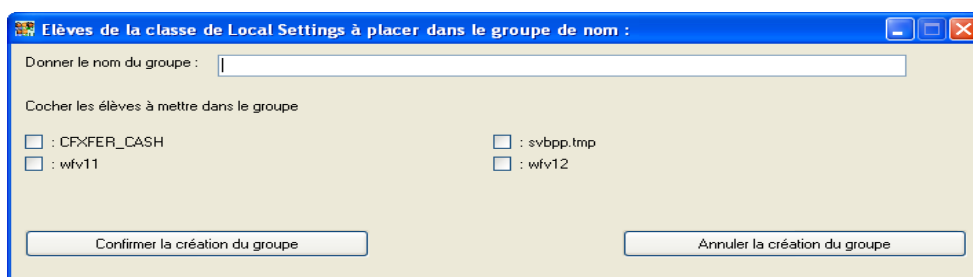 Elèves de la classe de Local Settings à placer dans le groupe de nom :
Donner le nom du groupe :
Cocher les élèves à mettre dans le groupe
: CFXFER_CASH : svbpp.tmp
: wfv11 : wfv12
Confirmer la création du groupe Annuler la création du groupe